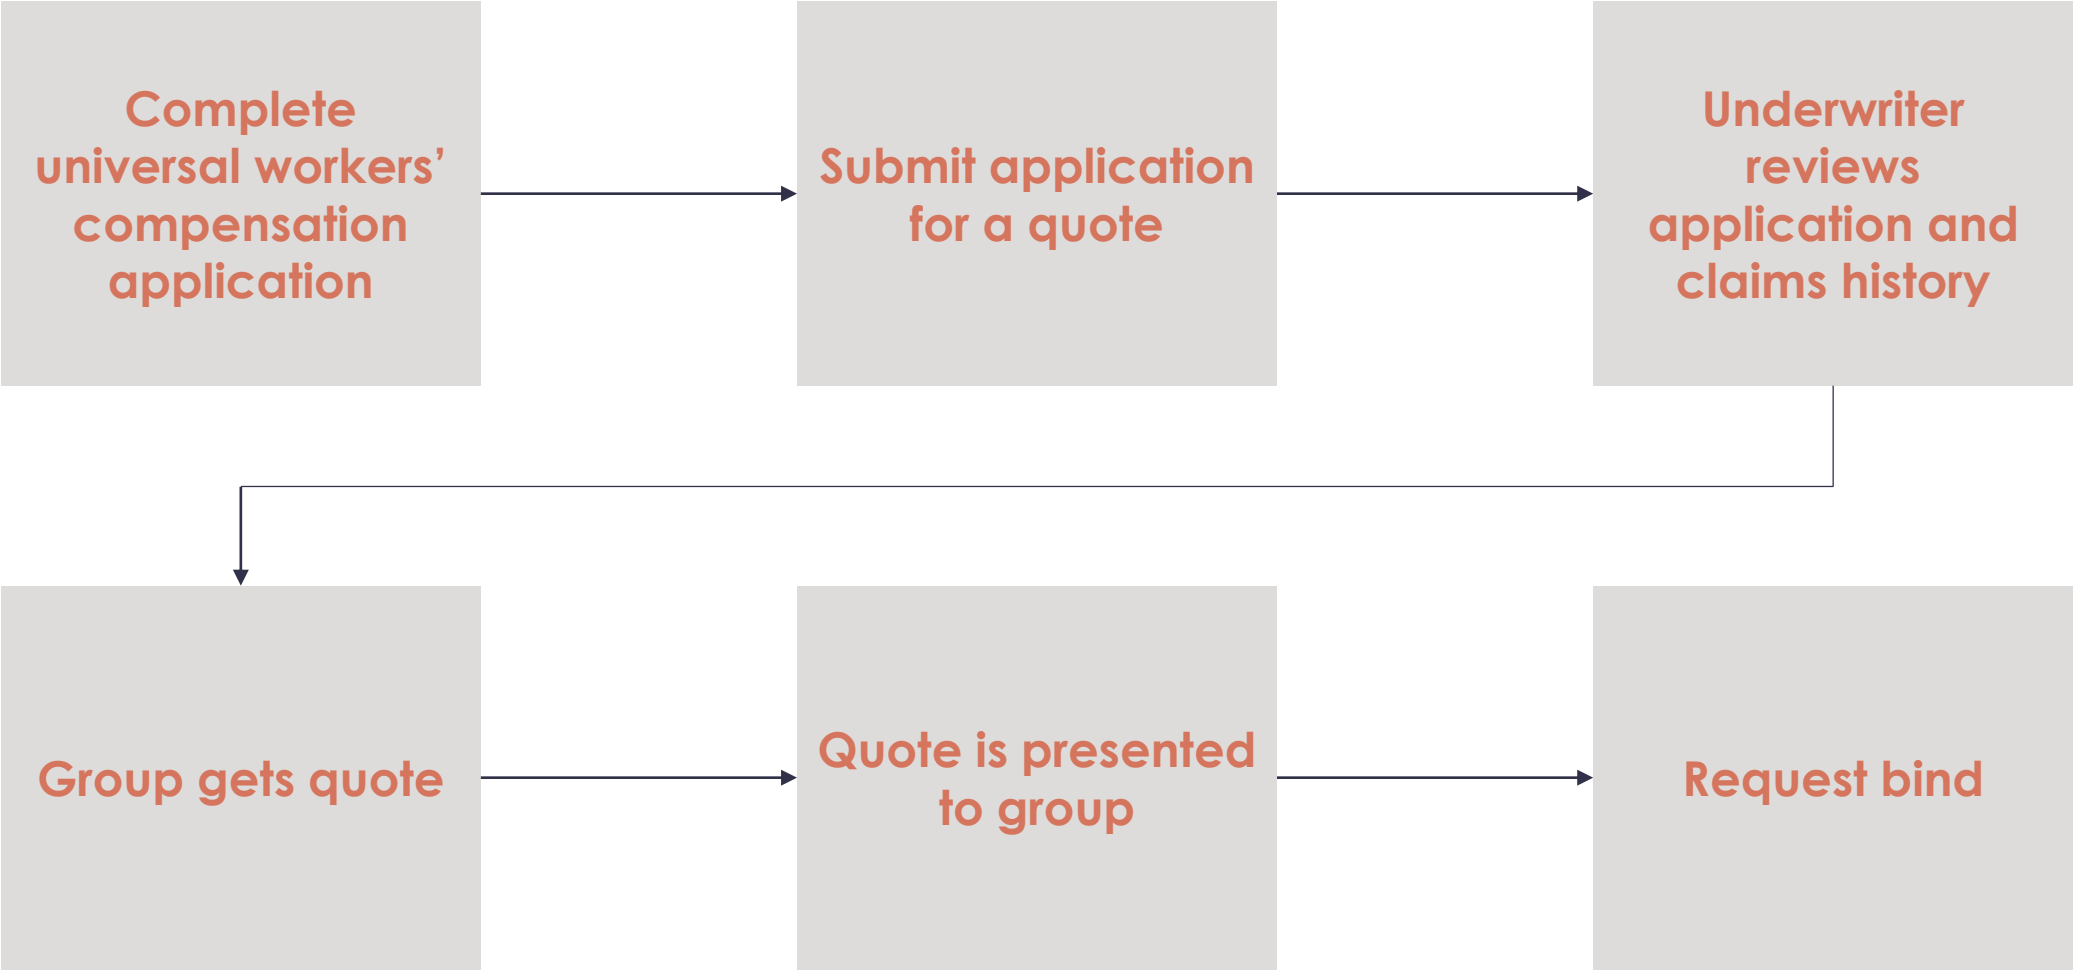 Complete
universal workers’
compensation
application
Submit application
for a quote
Underwriter
reviews
application and
claims history
Group gets quote
Quote is presented
to group
Request bind